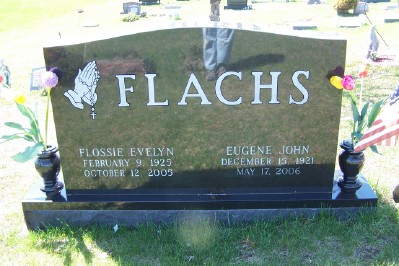 FLACHS
FLOSSIE EVELYN
FEBRUARY 9, 1925
OCTOBER 12, 2005
EUGENE JOHN
DECEMBER 15, 1921
MAY 17, 2006